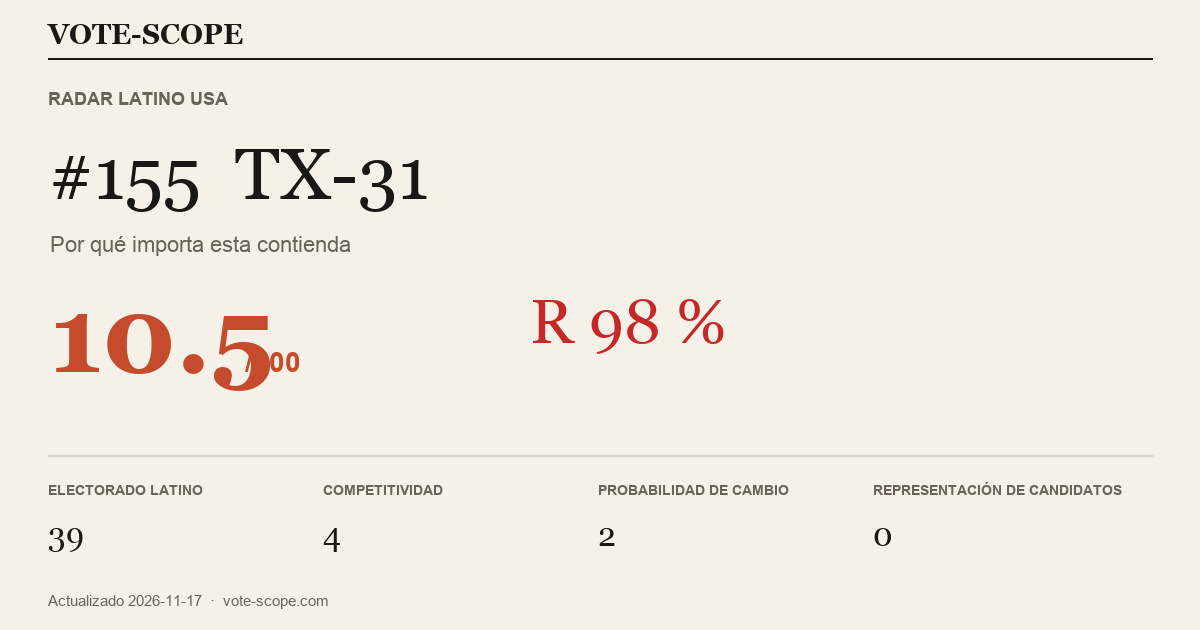 VOTE-SCOPE
RADAR LATINO USA
#155 TX-31
Por qué importa esta contienda
10.5 /100
R 98 %
ELECTORADO LATINO COMPETITIVIDAD PROBABILIDAD DE CAMBIO REPRESENTACIÓN DE CANDIDATOS
39 4 2 0
Actualizado 2026-11-17 · vote-scope.com